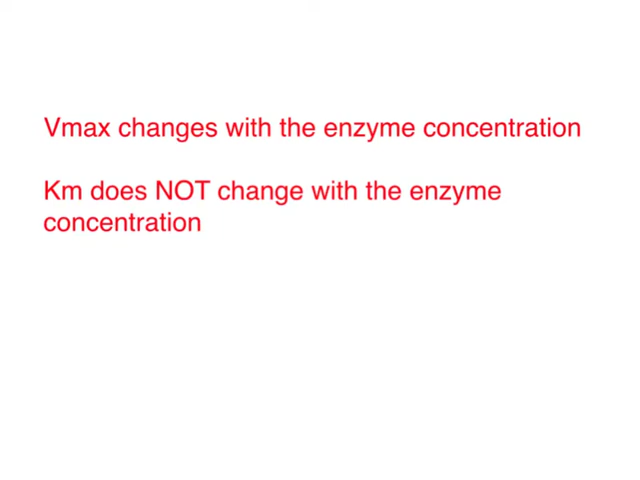 Vmax changes with the enzyme concentration
Km does NOT change with the enzyme
concentration